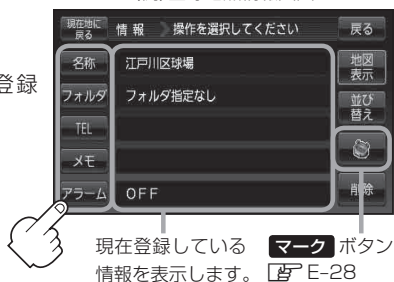 現在地に
戻る
情報 操作を選択してください
戻る
名称 江戸川区球場
地図
表示
登録
フォルダ フォルダ指定なし
並び
替え
TEL
メモ
アラーム OFF
削除
現在登録している
情報を表示します。
マーク ボタン
E-28